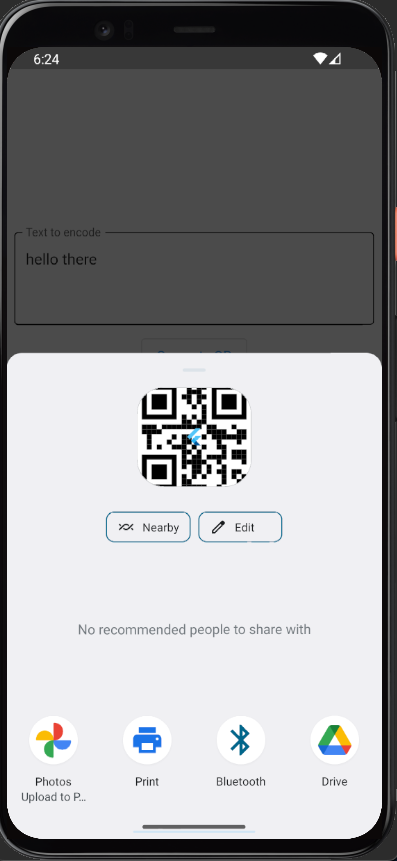 6:24
Text to encode
hello there
Nearby
Edit
No recommended people to share with
Photos
Upload to P...
Print
Bluetooth
Drive